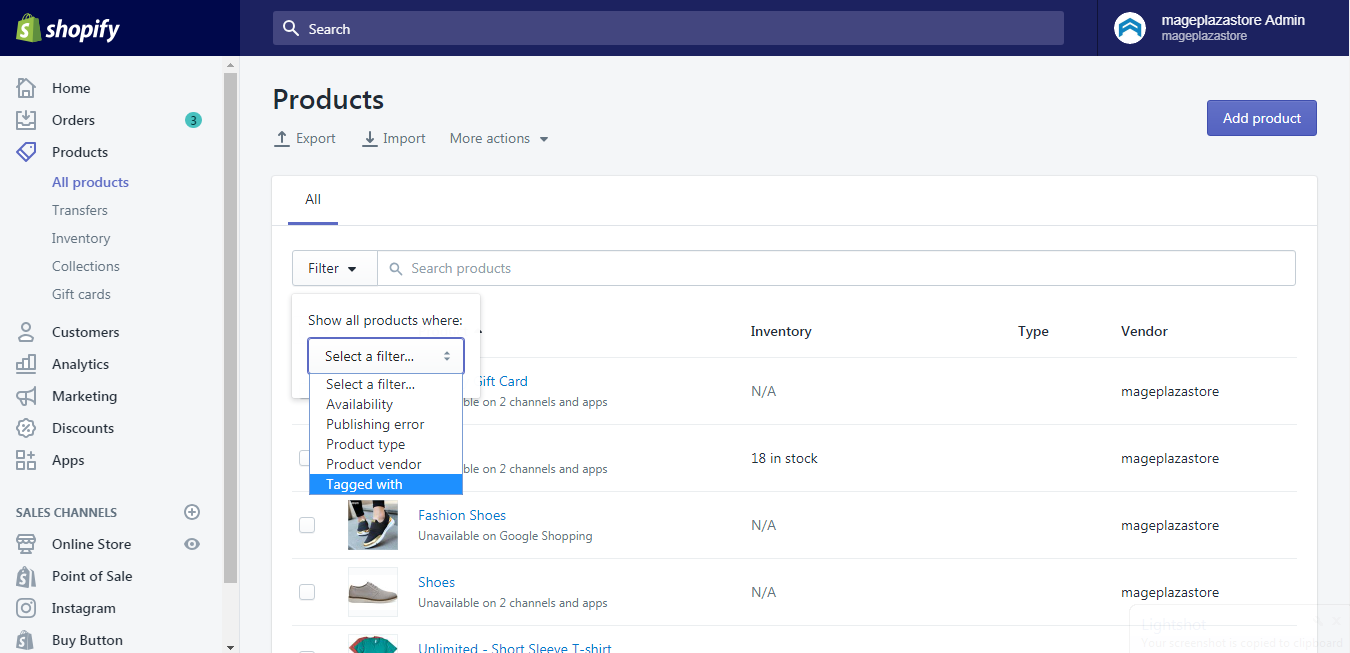 shopify
Search
mageplazastore Admin
mageplazastore
Home
Orders
3
Products
All products
Transfers
Inventory
Collections
Gift cards
Customers
Analytics
Marketing
Discounts
Apps
SALES CHANNELS
Online Store
Point of Sale
Instagram
Buy Button
Products
Export
Import
More actions
Add product
All
Filter
Search products
Show all products where:
Select a filter...
Select a filter...
Availability
Publishing error
Product type
Product vendor
Tagged with
Inventory
Type
Vendor
Gift Card
on 2 channels and apps
N/A
mageplazastore
on 2 channels and apps
18 in stock
mageplazastore
Fashion Shoes
Unavailable on Google Shopping
N/A
mageplazastore
Shoes
Unavailable on 2 channels and apps
N/A
mageplazastore
Unlimited - Short Sleeve T-shirt
Lightshot
Your screenshot is copied to clipboard